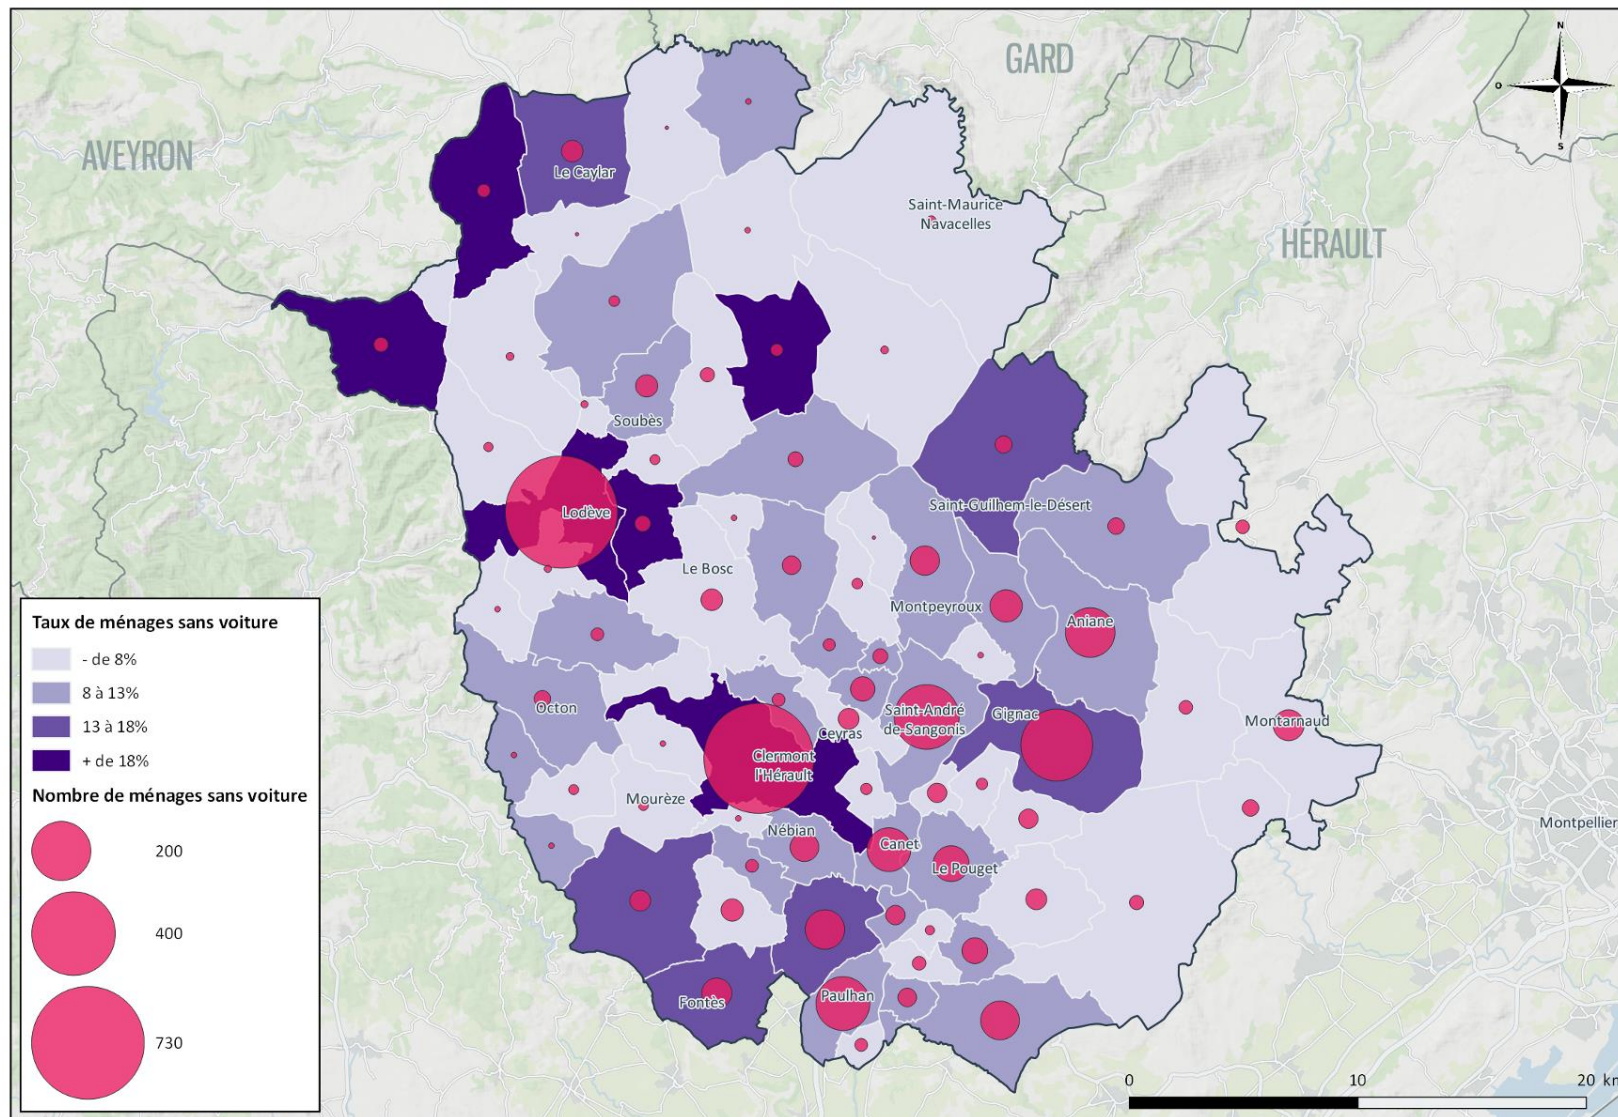 N
O
S
GARD
AVEYRON
HÉRAULT
Le Caylar
Saint-Maurice
Navacelles
Soubès
Lodève
Saint-Guilhem-le-Désert
Le Bosc
Montpeyroux
Aniane
Octon
Ceyras
Saint-André
de-Sangonis
Gignac
Montarnaud
Clermont
l'Hérault
Mourèze
Nébian
Canet
Le Pouget
Montpellier
Fontès
Paulhan
Taux de ménages sans voiture
- de 8%
8 à 13%
13 à 18%
+ de 18%
Nombre de ménages sans voiture
200
400
730
0 10 20 km